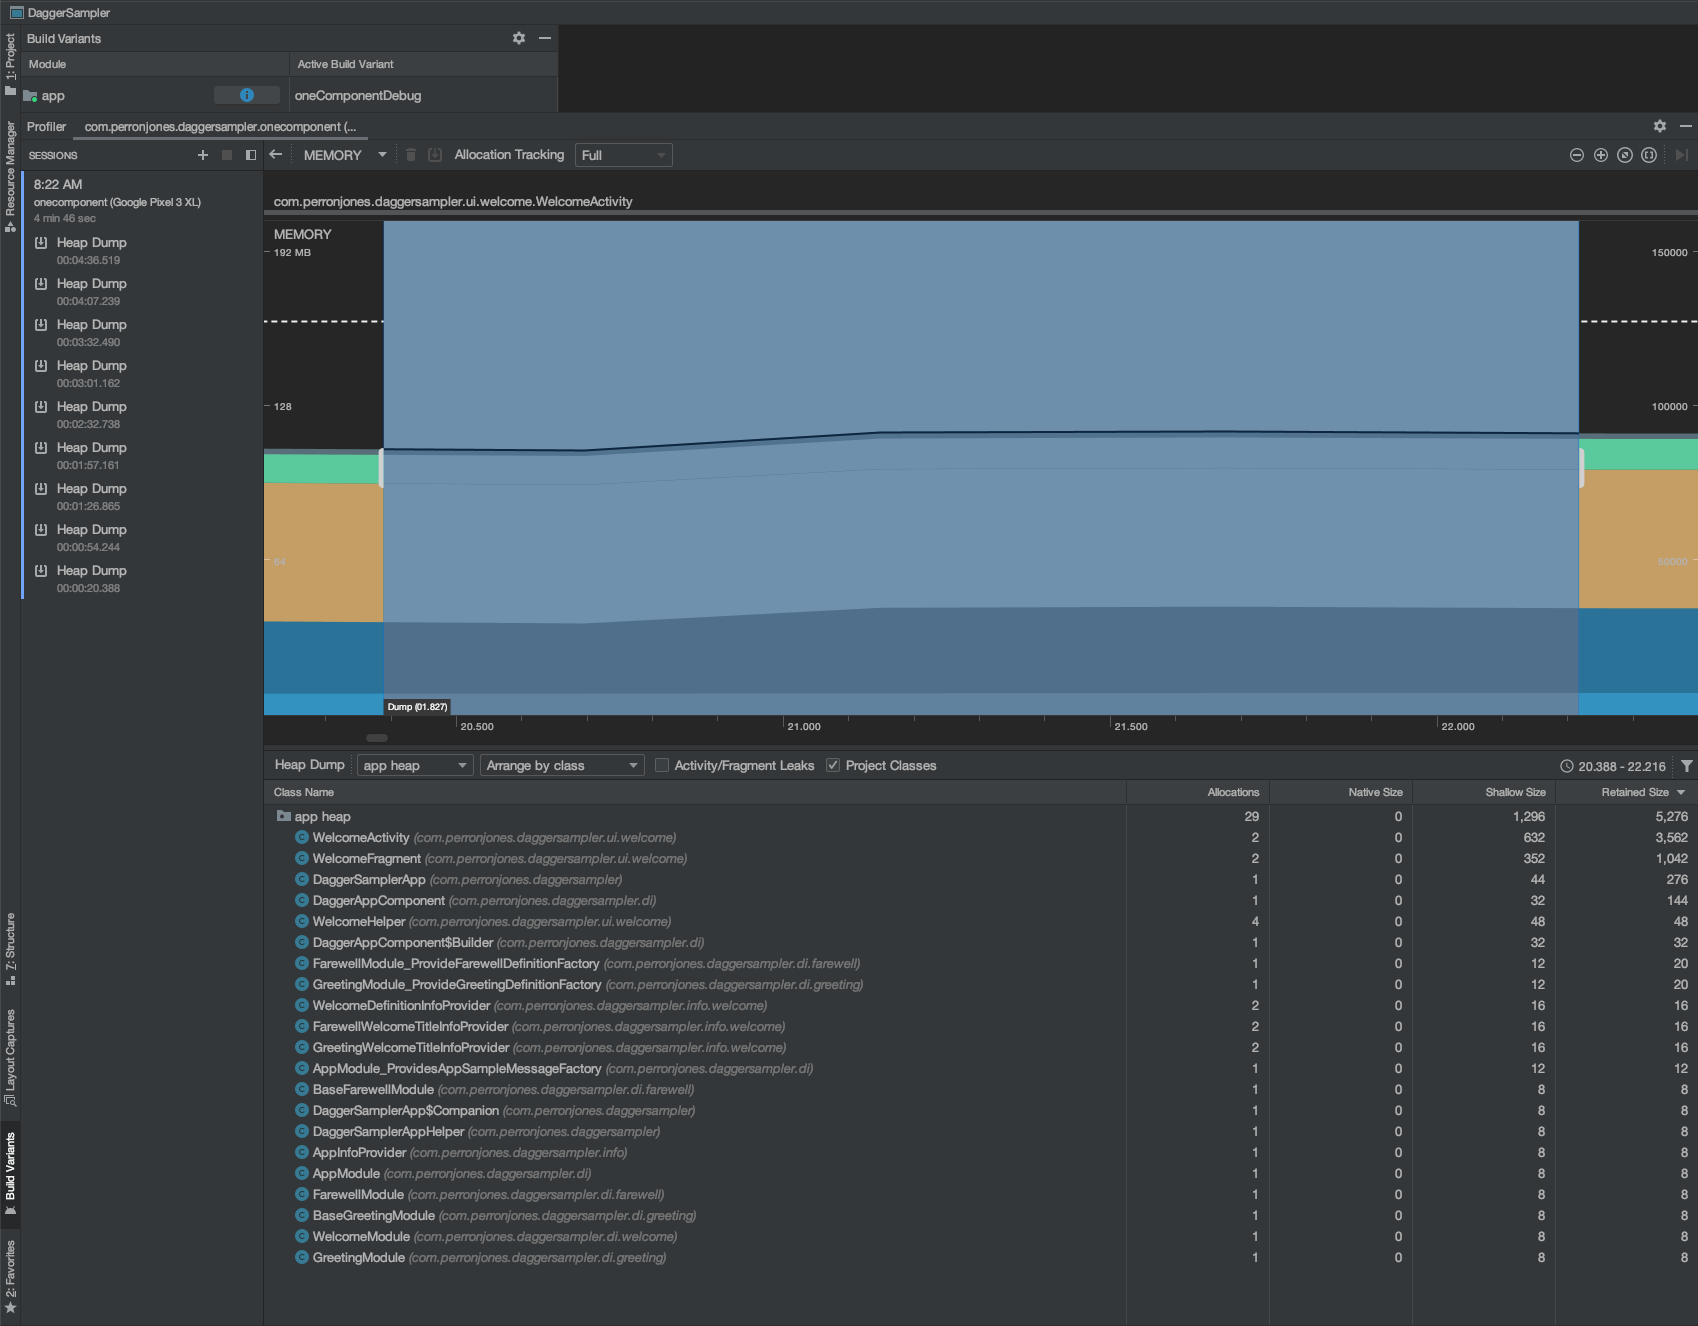 DaggerSampler
Build Variants
Module
Active Build Variant
app
oneComponentDebug
Profiler
com.perronjones.daggersampler.onecomponent (...
SESSIONS
MEMORY
Allocation Tracking
Full
8:22 AM
onecomponent (Google Pixel 3 XL)
4 min 46 sec
Heap Dump
00:04:36.519
Heap Dump
00:04:07.239
Heap Dump
00:03:32.490
Heap Dump
00:03:01.162
Heap Dump
00:02:32.738
Heap Dump
00:01:57.161
Heap Dump
00:01:26.865
Heap Dump
00:00:54.244
Heap Dump
00:00:20.388
1: Project
Resource Manager
Z: Structure
Layout Captures
Build Variants
2: Favorites
com.perronjones.daggersampler.ui.welcome.WelcomeActivity
MEMORY
192 MB
150000
128
100000
64
50000
Dump (01.827)
20.500
21.000
21.500
22.000
Heap Dump
app heap
Arrange by class
Activity/Fragment Leaks
Project Classes
20.388 - 22.216
Class Name Allocations Native Size Shallow Size Retained Size
app heap 29 0 1,296 5,276
WelcomeActivity (com.perronjones.daggersampler.ui.welcome) 2 0 632 3,562
WelcomeFragment (com.perronjones.daggersampler.ui.welcome) 2 0 352 1,042
DaggerSamplerApp (com.perronjones.daggersampler) 1 0 44 276
DaggerAppComponent (com.perronjones.daggersampler.di) 1 0 32 144
WelcomeHelper (com.perronjones.daggersampler.ui.welcome) 4 0 48 48
DaggerAppComponent$Builder (com.perronjones.daggersampler.di) 1 0 32 32
FarewellModule_ProvideFarewellDefinitionFactory (com.perronjones.daggersampler.di.farewell) 1 0 12 20
GreetingModule_ProvideGreetingDefinitionFactory (com.perronjones.daggersampler.di.greeting) 1 0 12 20
WelcomeDefinitionInfoProvider (com.perronjones.daggersampler.info.welcome) 2 0 16 16
FarewellWelcomeTitleInfoProvider (com.perronjones.daggersampler.info.welcome) 2 0 16 16
GreetingWelcomeTitleInfoProvider (com.perronjones.daggersampler.info.welcome) 2 0 16 16
AppModule_ProvidesAppSampleMessageFactory (com.perronjones.daggersampler.di) 1 0 12 12
BaseFarewellModule (com.perronjones.daggersampler.di.farewell) 1 0 8 8
DaggerSamplerApp$Companion (com.perronjones.daggersampler) 1 0 8 8
DaggerSamplerAppHelper (com.perronjones.daggersampler) 1 0 8 8
AppInfoProvider (com.perronjones.daggersampler.info) 1 0 8 8
AppModule (com.perronjones.daggersampler.di) 1 0 8 8
FarewellModule (com.perronjones.daggersampler.di.farewell) 1 0 8 8
BaseGreetingModule (com.perronjones.daggersampler.di.greeting) 1 0 8 8
WelcomeModule (com.perronjones.daggersampler.di.welcome) 1 0 8 8
GreetingModule (com.perronjones.daggersampler.di.greeting) 1 0 8 8